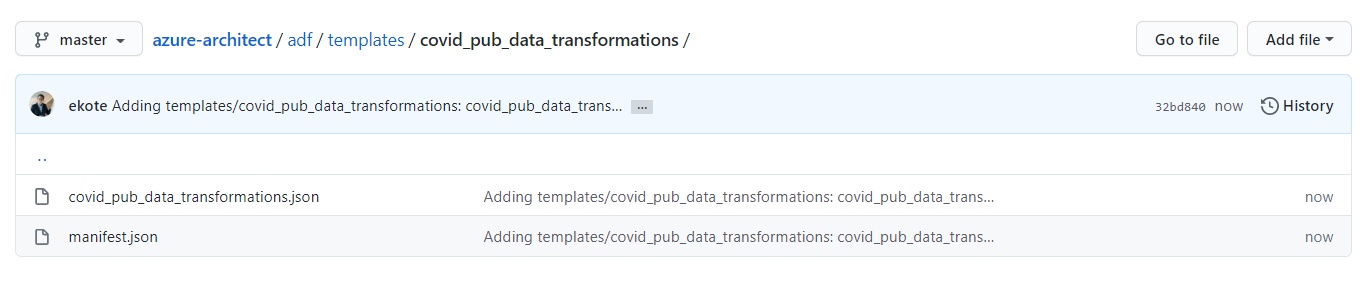 master azure-architect / adf / templates / covid_pub_data_transformations / Go to file Add file
ekote Adding templates/covid_pub_data_transformations: covid_pub_data_trans... ... 32bd840 now History
..
covid_pub_data_transformations.json Adding templates/covid_pub_data_transformations: covid_pub_data_trans... now
manifest.json Adding templates/covid_pub_data_transformations: covid_pub_data_trans... now